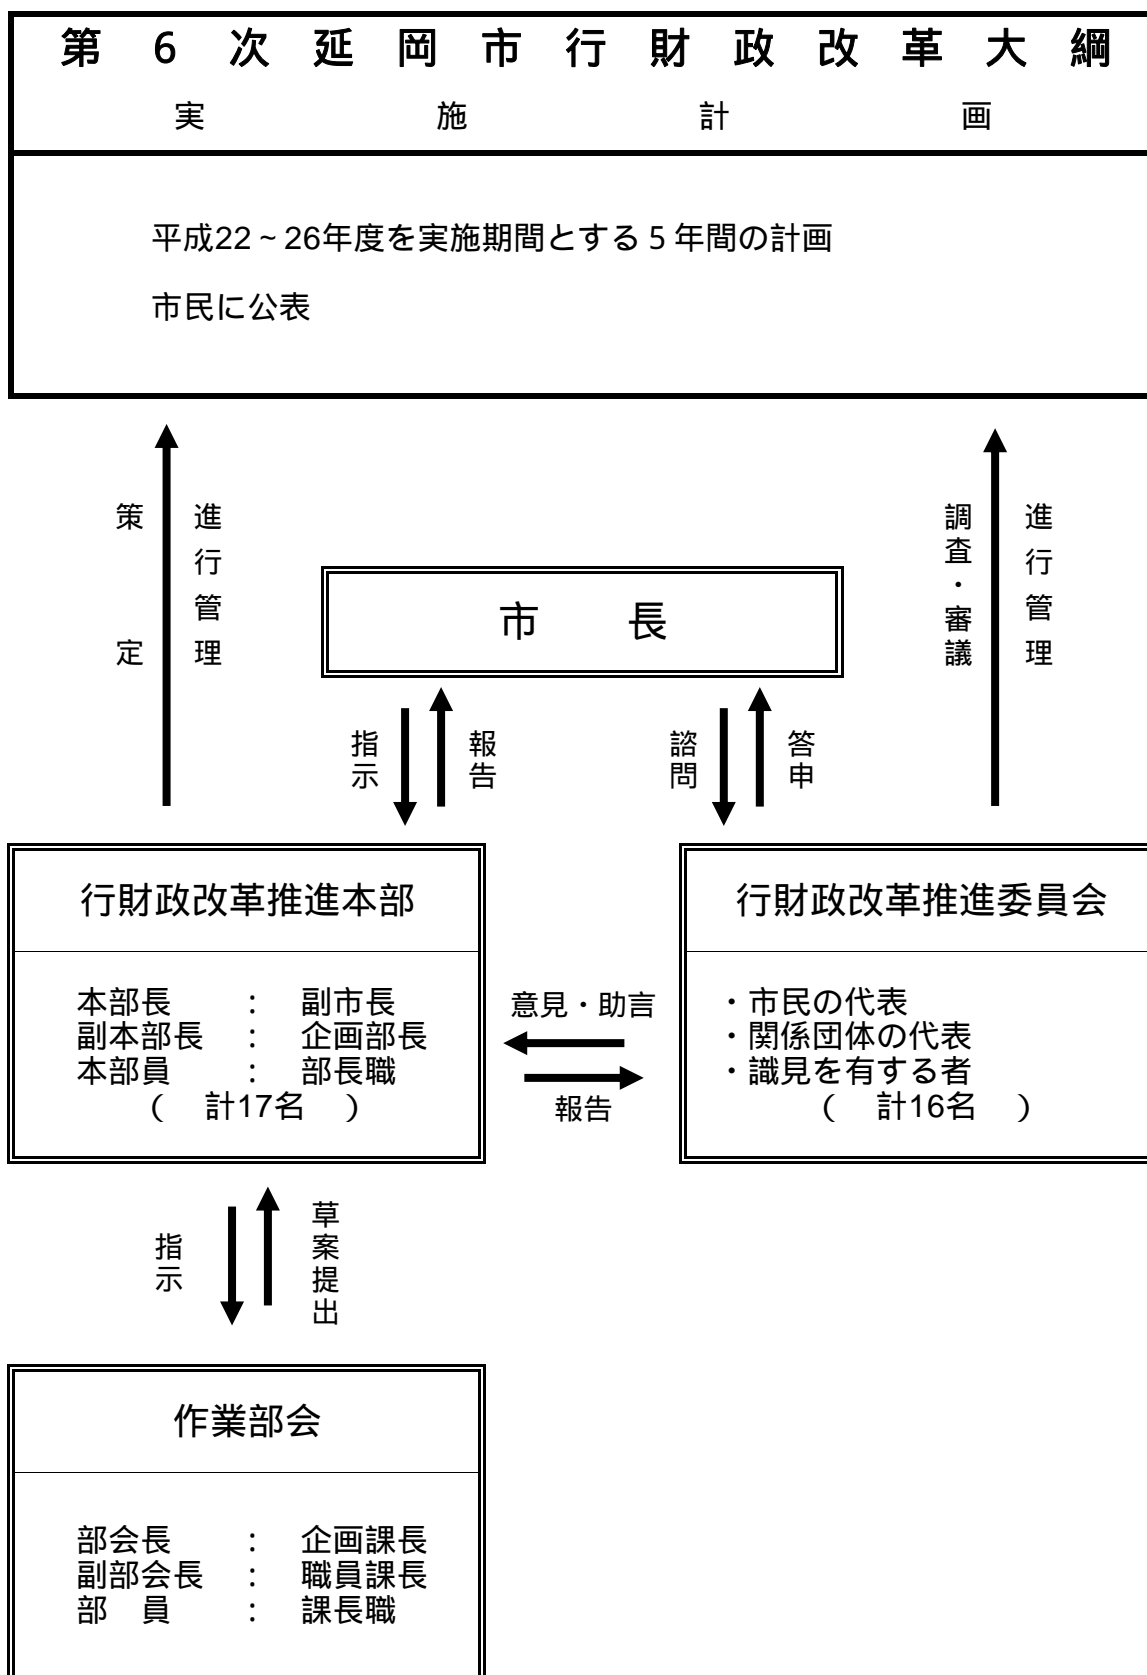 第６次延岡市行財政改革大綱
実施計画
平成22～26年度を実施期間とする５年間の計画
市民に公表
策定
進行管理
調査・審議
進行管理
市　長
指示
報告
諮問
答申
行財政改革推進本部
本部長　：　副市長
副本部長　：　企画部長
本部員　：　部長職
（　計17名　）
意見・助言
報告
行財政改革推進委員会
・市民の代表
・関係団体の代表
・識見を有する者
（　計16名　）
指示
草案提出
作業部会
部会長　：　企画課長
副部会長　：　職員課長
部　員　：　課長職